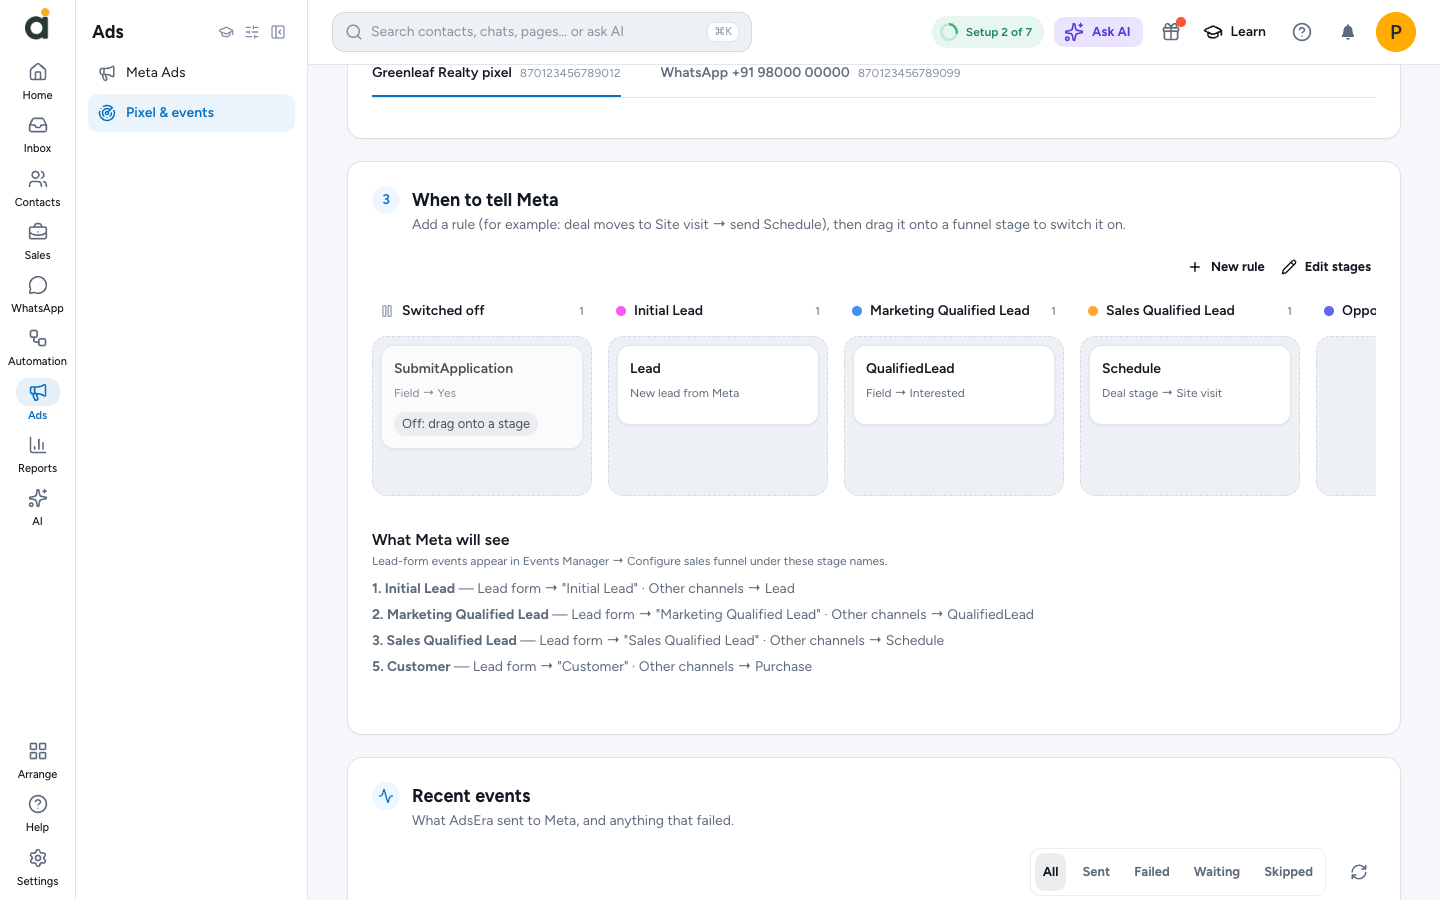 Ads
Search contacts, chats, pages... or ask AI
⌘K
Setup 2 of 7
Ask AI
Learn
P
Home
Inbox
Contacts
Sales
WhatsApp
Automation
Ads
Reports
AI
Arrange
Help
Settings
Meta Ads
Pixel & events
Greenleaf Realty pixel 870123456789012
WhatsApp +91 98000 00000 870123456789099
3
When to tell Meta
Add a rule (for example: deal moves to Site visit → send Schedule), then drag it onto a funnel stage to switch it on.
+ New rule
Edit stages
Switched off 1
Initial Lead 1
Marketing Qualified Lead 1
Sales Qualified Lead 1
Oppo
SubmitApplication
Field → Yes
Off: drag onto a stage
Lead
New lead from Meta
QualifiedLead
Field → Interested
Schedule
Deal stage → Site visit
What Meta will see
Lead-form events appear in Events Manager → Configure sales funnel under these stage names.
1. Initial Lead — Lead form → "Initial Lead" · Other channels → Lead
2. Marketing Qualified Lead — Lead form → "Marketing Qualified Lead" · Other channels → QualifiedLead
3. Sales Qualified Lead — Lead form → "Sales Qualified Lead" · Other channels → Schedule
5. Customer — Lead form → "Customer" · Other channels → Purchase
Recent events
What AdsEra sent to Meta, and anything that failed.
All
Sent
Failed
Waiting
Skipped